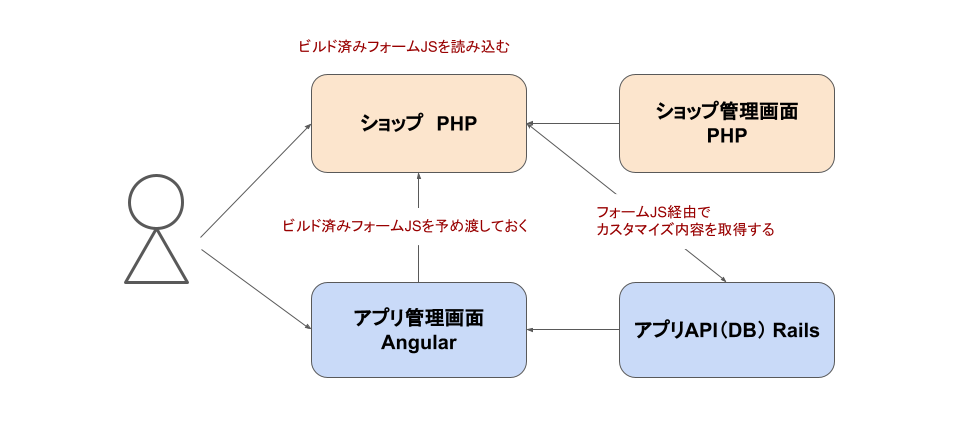 ビルド済みフォームJSを読み込む
ショップ PHP
ショップ管理画面
PHP
ビルド済みフォームJSを予め渡しておく
フォームJS経由で
カスタマイズ内容を取得する
アプリ管理画面
Angular
アプリAPI(DB) Rails